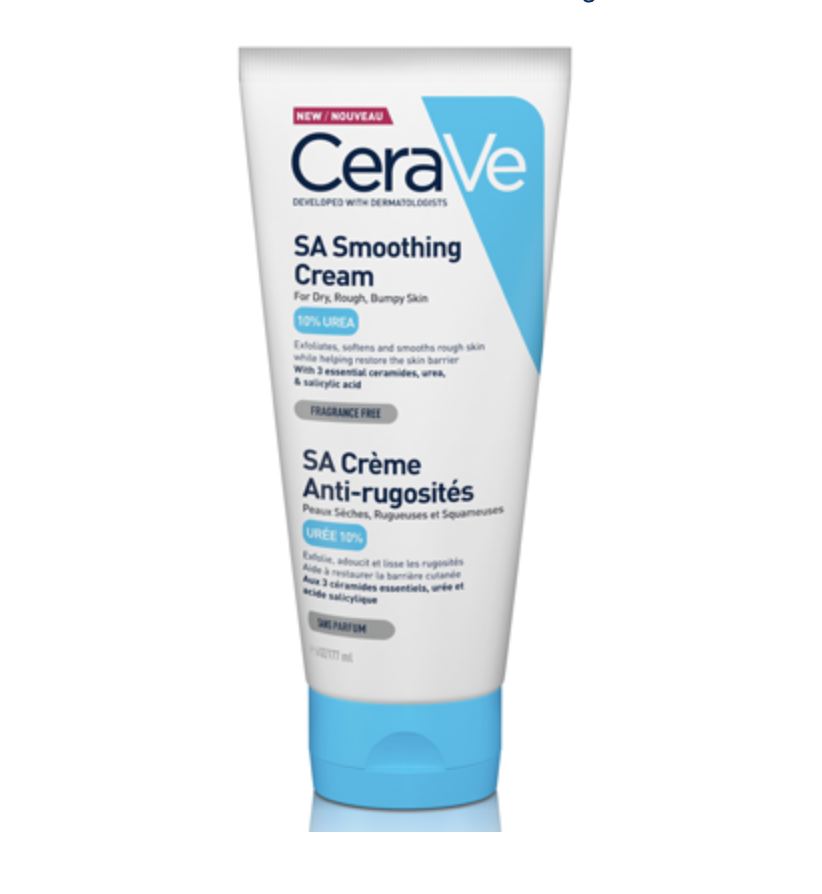 NEW / NOUVEAU
CeraVe
DEVELOPED WITH DERMATOLOGISTS
SA Smoothing
Cream
For Dry, Rough, Bumpy Skin
10% UREA
Exfoliates, softens and smooths rough skin
while helping restore the skin barrier
With 3 essential ceramides, urea,
& salicylic acid
FRAGRANCE FREE
SA Crème
Anti-rugosités
Peaux Sèches, Rugueuses et Squameuses
URÉE 10%
Exfolie, adoucit et lisse les rugosités
Aide à restaurer la barrière cutanée
Aux 3 céramides essentiels, urée et
acide salicylique
SANS PARFUM
177 ml